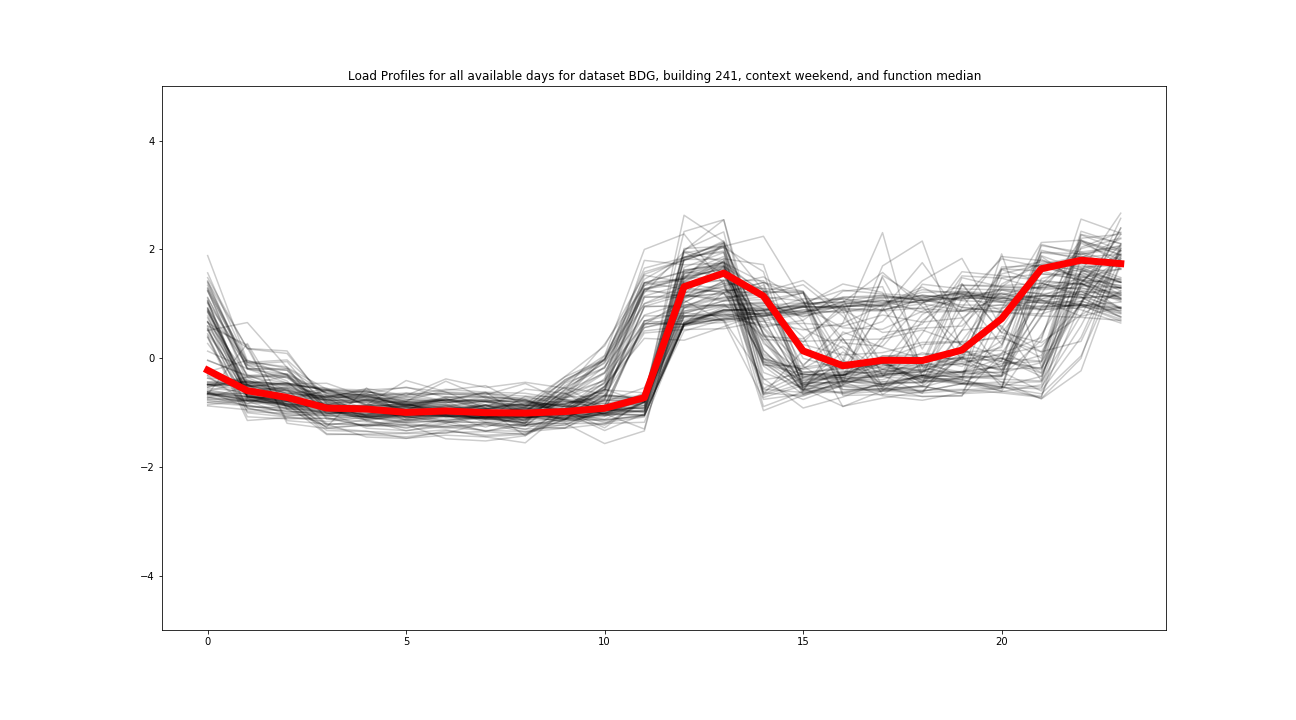 Load Profiles for all available days for dataset BDG, building 241, context weekend, and function median
4
2
0
−2
−4
0 5 10 15 20